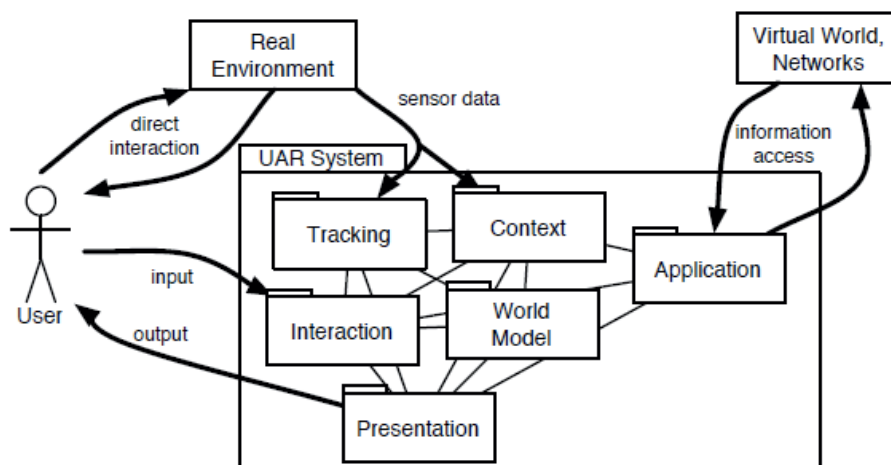 Real
Environment
Virtual World,
Networks
sensor data
direct
interaction
information
access
UAR System
Tracking
Context
Application
input
User
Interaction
World
Model
output
Presentation